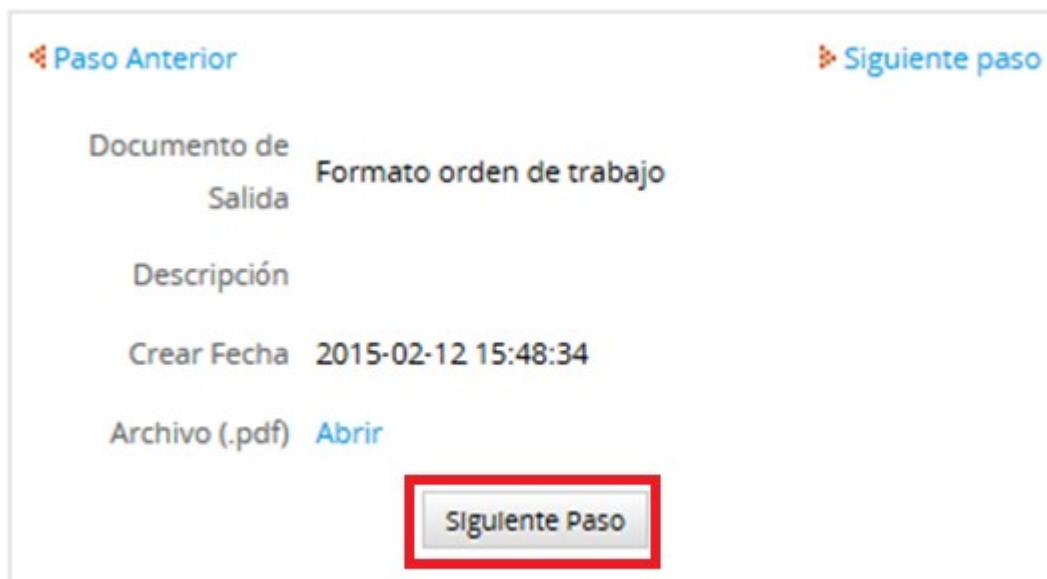 Paso Anterior
Siguiente paso
Documento de
Salida
Formato orden de trabajo
Descripción
Crear Fecha 2015-02-12 15:48:34
Archivo (.pdf) Abrir
Siguiente Paso